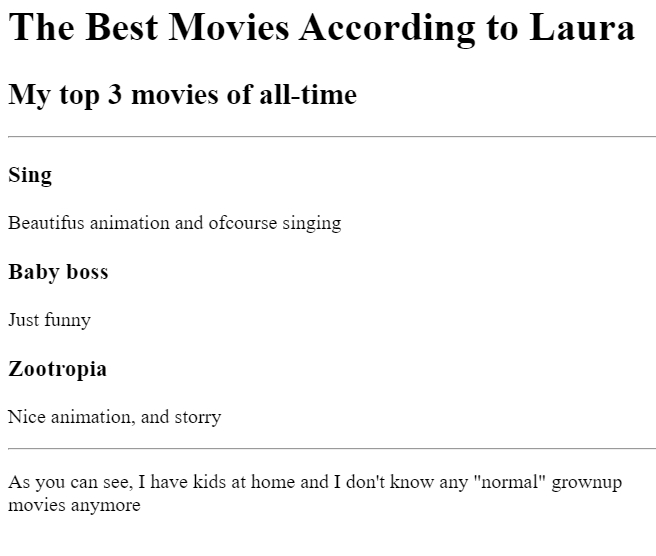 The Best Movies According to Laura
My top 3 movies of all-time
Sing
Beautifus animation and ofcourse singing
Baby boss
Just funny
Zootropia
Nice animation, and storry
As you can see, I have kids at home and I don't know any "normal" grownup
movies anymore